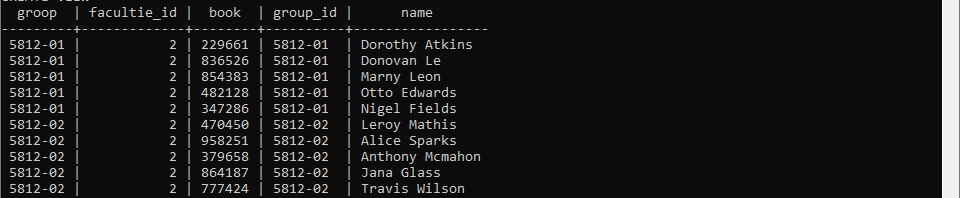 CREATE VIEW
  groop  | facultie_id |  book  | group_id |      name
---------+-------------+--------+----------+-----------------
 5812-01 |           2 | 229661 | 5812-01  | Dorothy Atkins
 5812-01 |           2 | 836526 | 5812-01  | Donovan Le
 5812-01 |           2 | 854383 | 5812-01  | Marny Leon
 5812-01 |           2 | 482128 | 5812-01  | Otto Edwards
 5812-01 |           2 | 347286 | 5812-01  | Nigel Fields
 5812-02 |           2 | 470450 | 5812-02  | Leroy Mathis
 5812-02 |           2 | 958251 | 5812-02  | Alice Sparks
 5812-02 |           2 | 379658 | 5812-02  | Anthony Mcmahon
 5812-02 |           2 | 864187 | 5812-02  | Jana Glass
 5812-02 |           2 | 777424 | 5812-02  | Travis Wilson